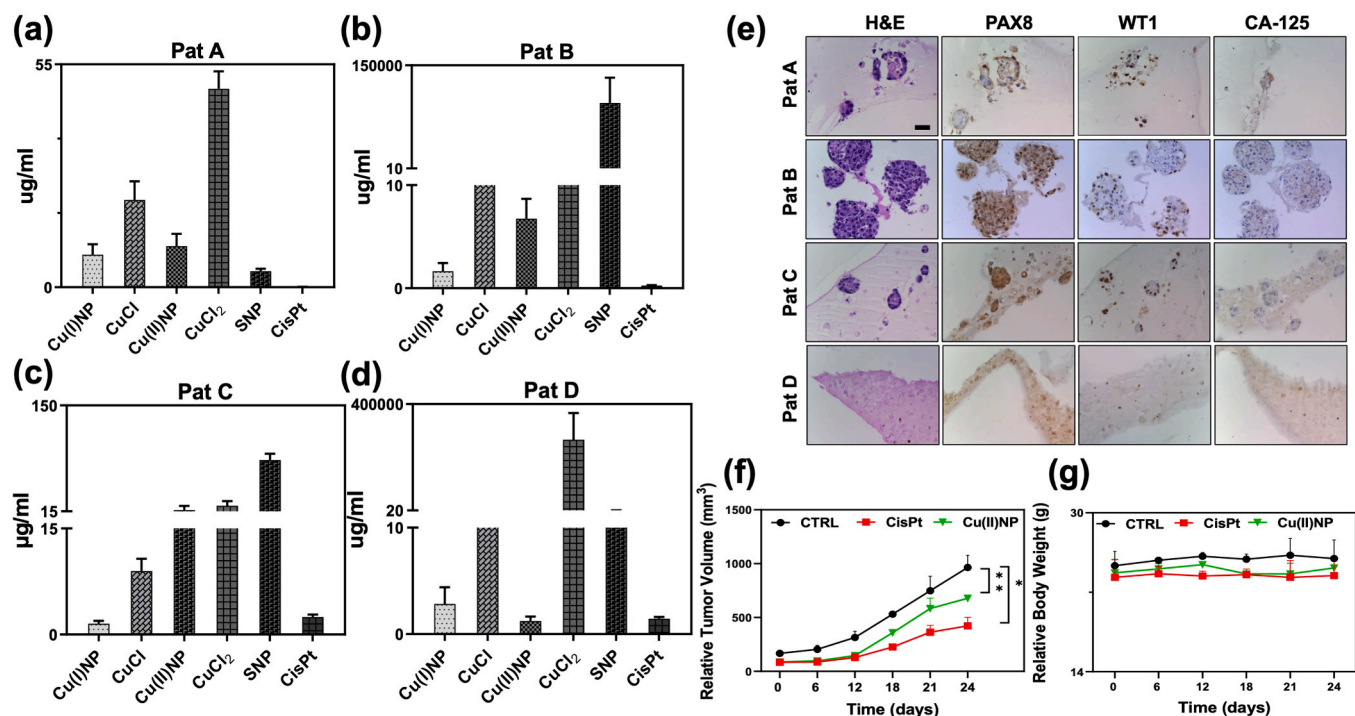 (a)
Pat A
55
ug/ml
Cu(I)NP
CuCl
Cu(II)NP
CuCl₂
SNP
CisPt
(b)
Pat B
150000
10
10
0
ug/ml
Cu(I)NP
CuCl
Cu(II)NP
CuCl₂
SNP
CisPt
(c)
Pat C
150
15
15
0
µg/ml
Cu(I)NP
CuCl
Cu(II)NP
CuCl₂
SNP
CisPt
(d)
Pat D
400000
20
10
0
ug/ml
Cu(I)NP
CuCl
Cu(II)NP
CuCl₂
SNP
CisPt
(e)
H&E PAX8 WT1 CA-125
Pat A
Pat B
Pat C
Pat D
(f)
1500
1000
500
0
Relative Tumor Volume (mm³)
CTRL CisPt Cu(II)NP
**
*
0 6 12 18 21 24
Time (days)
(g)
30
14
Relative Body Weight (g)
CTRL CisPt Cu(II)NP
0 6 12 18 21 24
Time (days)